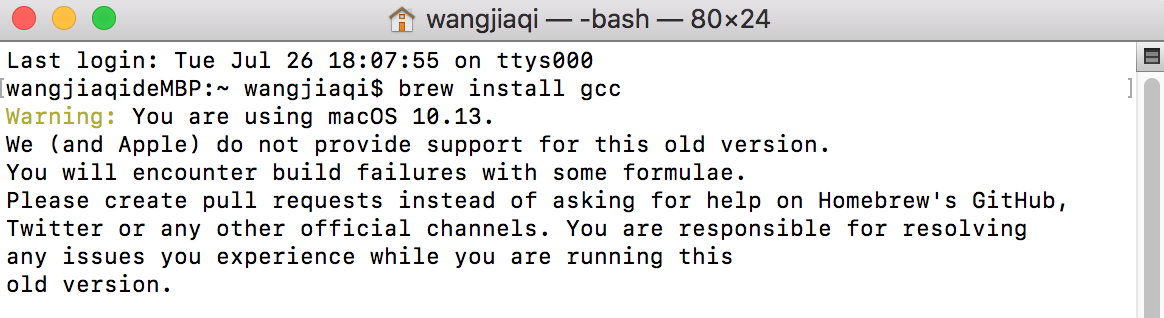 wangjiaqi — -bash — 80×24
Last login: Tue Jul 26 18:07:55 on ttys000
[wangjiaqideMBP:~ wangjiaqi$ brew install gcc ]
Warning: You are using macOS 10.13.
We (and Apple) do not provide support for this old version.
You will encounter build failures with some formulae.
Please create pull requests instead of asking for help on Homebrew's GitHub,
Twitter or any other official channels. You are responsible for resolving
any issues you experience while you are running this
old version.